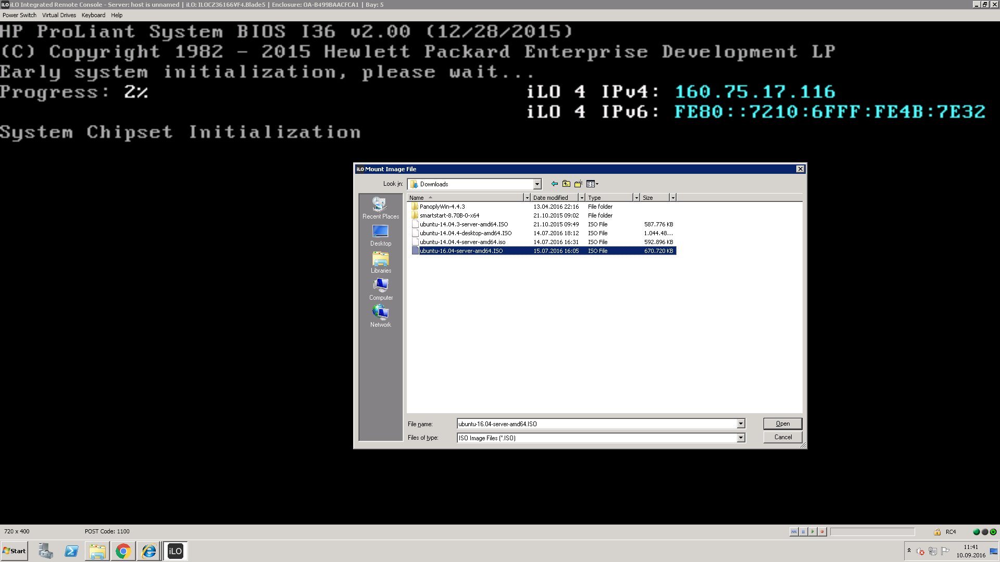 iLO iLO Integrated Remote Console - Server: host is unnamed | iLO: ILOCZ36166VF4.Blade5 | Enclosure: OA-B499BAACFCA1 | Bay: 5
Power Switch Virtual Drives Keyboard Help
HP ProLiant System BIOS I36 v2.00 (12/28/2015)
(C) Copyright 1982 - 2015 Hewlett Packard Enterprise Development LP
Early system initialization, please wait...
Progress: 2% iLO 4 IPv4: 160.75.17.116
iLO 4 IPv6: FE80::7210:6FFF:FE4B:7E32
System Chipset Initialization
iLO Mount Image File
Look in: Downloads
Name Date modified Type Size
PanoplyWin-4.4.3 13.04.2016 22:16 File folder
smartstart-8.70B-0-x64 21.10.2015 09:02 File folder
ubuntu-14.04.3-server-amd64.ISO 21.10.2015 09:49 ISO File 587.776 KB
ubuntu-14.04.4-desktop-amd64.ISO 14.07.2016 18:12 ISO File 1.044.48...
ubuntu-14.04.4-server-amd64.iso 14.07.2016 16:31 ISO File 592.896 KB
ubuntu-16.04-server-amd64.ISO 15.07.2016 16:05 ISO File 670.720 KB
Recent Places
Desktop
Libraries
Computer
Network
File name: ubuntu-16.04-server-amd64.ISO Open
Files of type: ISO Image Files (*.ISO) Cancel
720 x 400 POST Code: 1100 RC4
Start iLO 11:41
10.09.2016